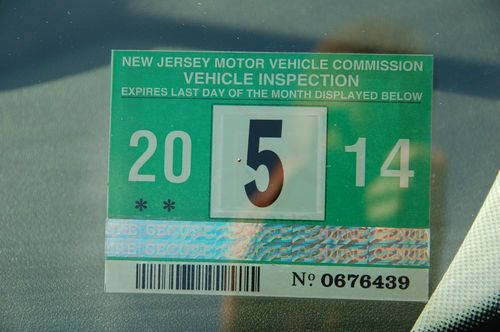 NEW JERSEY MOTOR VEHICLE COMMISSION
VEHICLE INSPECTION
EXPIRES LAST DAY OF THE MONTH DISPLAYED BELOW
20 5 14
* *
Nº 0676439